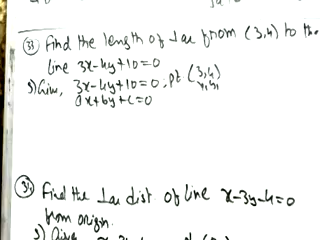 33) Find the length of Lar from (3,4) to the
line 3x-4y+10=0
S) Given, 3x-4y+10=0; pt (3,4)
x1, y1
ax+by+c=0
34) Find the Lar dist. of line x-3y-4=0
from origin.
S) Given